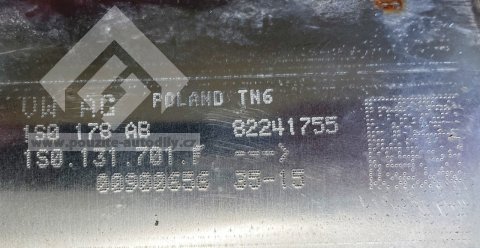 VW AG POLAND TN6
1S0 178 AB 82241755
1S0.131.701.F --->
00900656 35-15